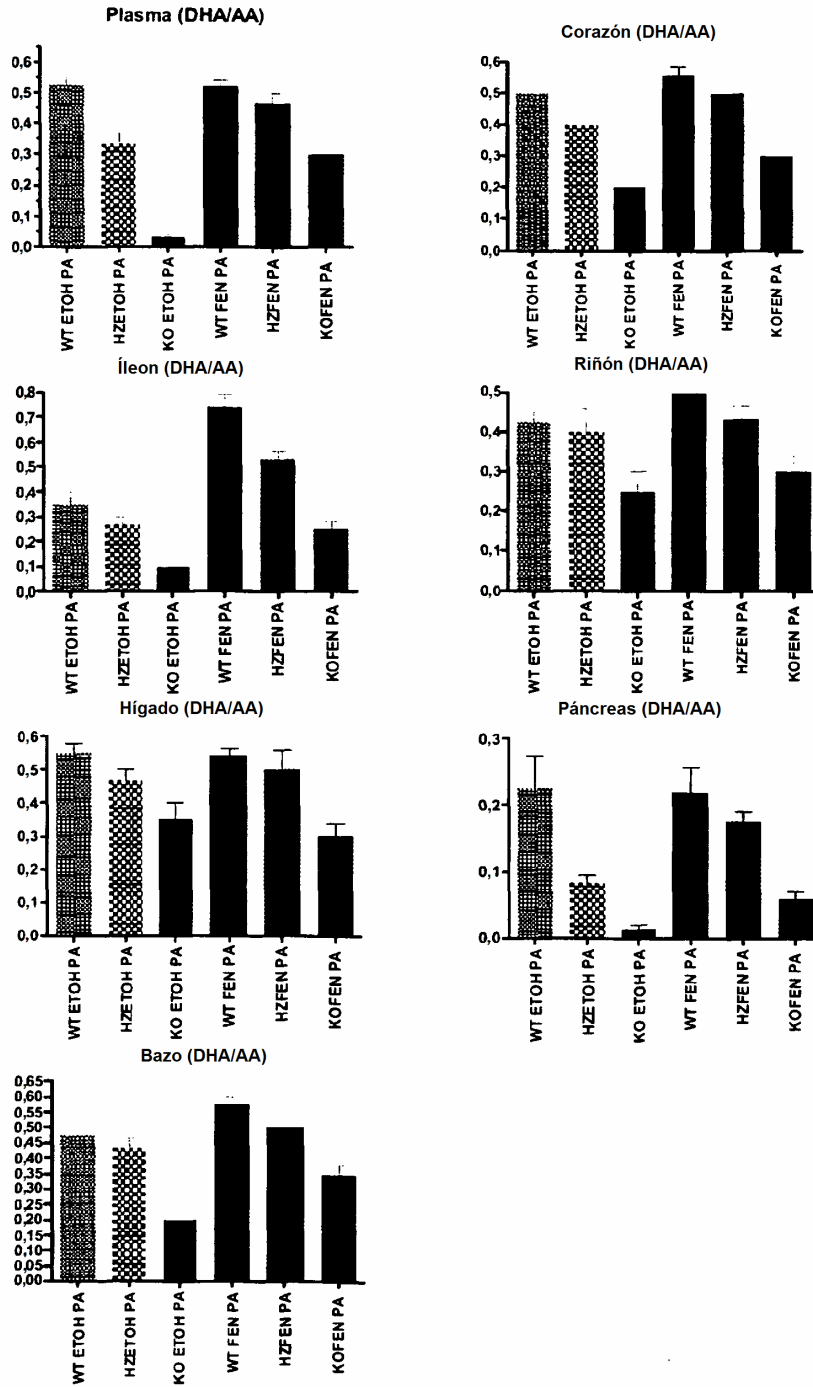 Plasma (DHA/AA)
0,6
0,5
0,4
0,3
0,2
0,1
0,0
WT ETOH PA
HZETOH PA
KO ETOH PA
WT FEN PA
HZFEN PA
KOFEN PA
Corazón (DHA/AA)
0,6
0,5
0,4
0,3
0,2
0,1
0,0
WT ETOH PA
HZETOH PA
KO ETOH PA
WT FEN PA
HZFEN PA
KOFEN PA
Íleon (DHA/AA)
0,8
0,7
0,6
0,5
0,4
0,3
0,2
0,1
0,0
WT ETOH PA
HZETOH PA
KO ETOH PA
WT FEN PA
HZFEN PA
KOFEN PA
Riñón (DHA/AA)
0,5
0,4
0,3
0,2
0,1
0,0
WT ETOH PA
HZETOH PA
KO ETOH PA
WT FEN PA
HZFEN PA
KOFEN PA
Hígado (DHA/AA)
0,6
0,5
0,4
0,3
0,2
0,1
0,0
WT ETOH PA
HZETOH PA
KO ETOH PA
WT FEN PA
HZFEN PA
KOFEN PA
Páncreas (DHA/AA)
0,3
0,2
0,1
0,0
WT ETOH PA
HZETOH PA
KO ETOH PA
WT FEN PA
HZFEN PA
KOFEN PA
Bazo (DHA/AA)
0,65
0,60
0,55
0,50
0,45
0,40
0,35
0,30
0,25
0,20
0,15
0,10
0,05
0,00
WT ETOH PA
HZETOH PA
KO ETOH PA
WT FEN PA
HZFEN PA
KOFEN PA